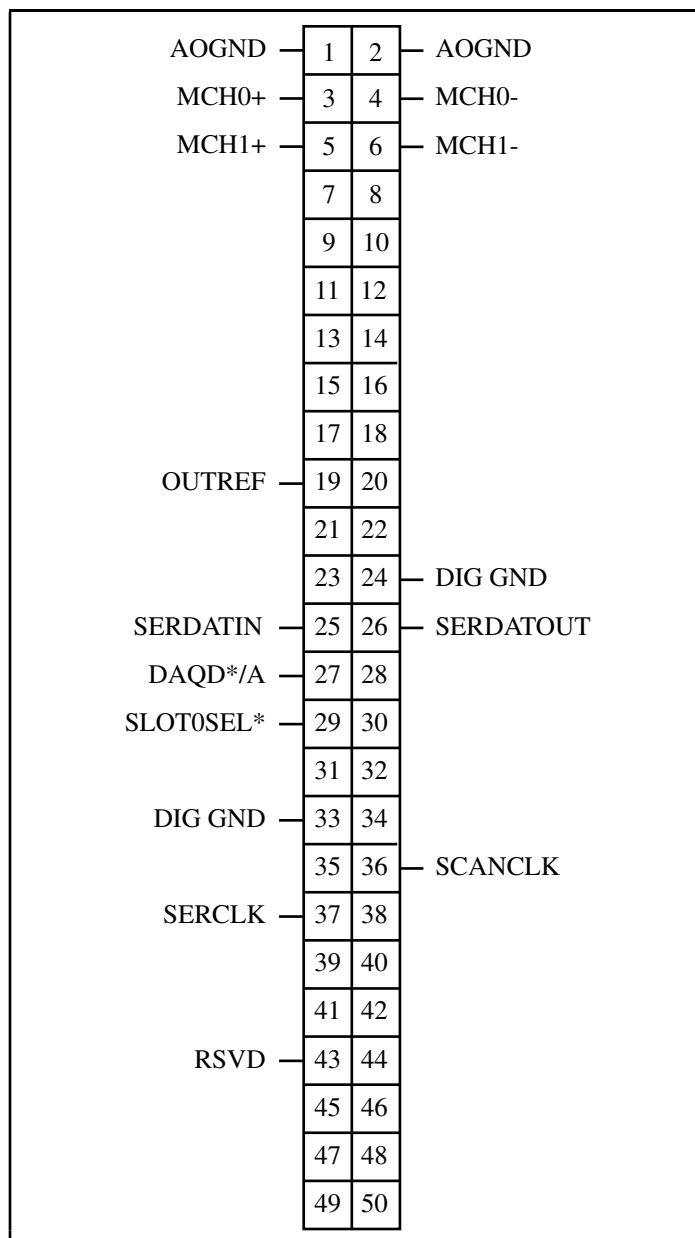 AOGND 1 2 AOGND
MCH0+ 3 4 MCH0-
MCH1+ 5 6 MCH1-
7 8
9 10
11 12
13 14
15 16
17 18
OUTREF 19 20
21 22
23 24 DIG GND
SERDATIN 25 26 SERDATOUT
DAQD*/A 27 28
SLOT0SEL* 29 30
31 32
DIG GND 33 34
35 36 SCANCLK
SERCLK 37 38
39 40
41 42
RSVD 43 44
45 46
47 48
49 50